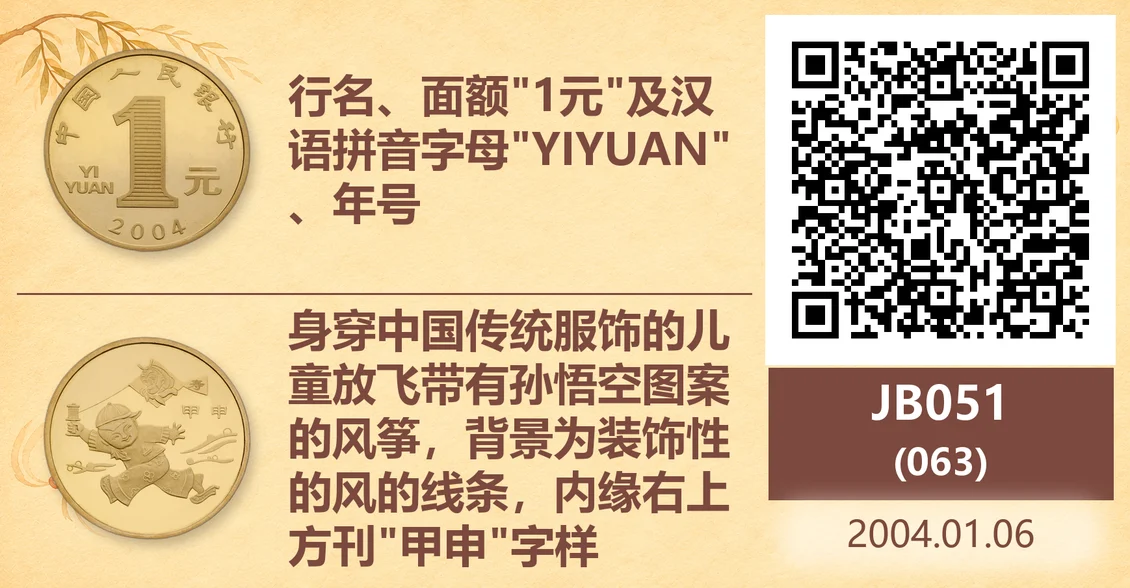 中国人民银行
1
YI
YUAN
元
2004
行名、面额"1元"及汉
语拼音字母"YIYUAN"
、年号
甲申
身穿中国传统服饰的儿
童放飞带有孙悟空图案
的风筝，背景为装饰性
的风的线条，内缘右上
方刊"甲申"字样
JB051
(063)
2004.01.06